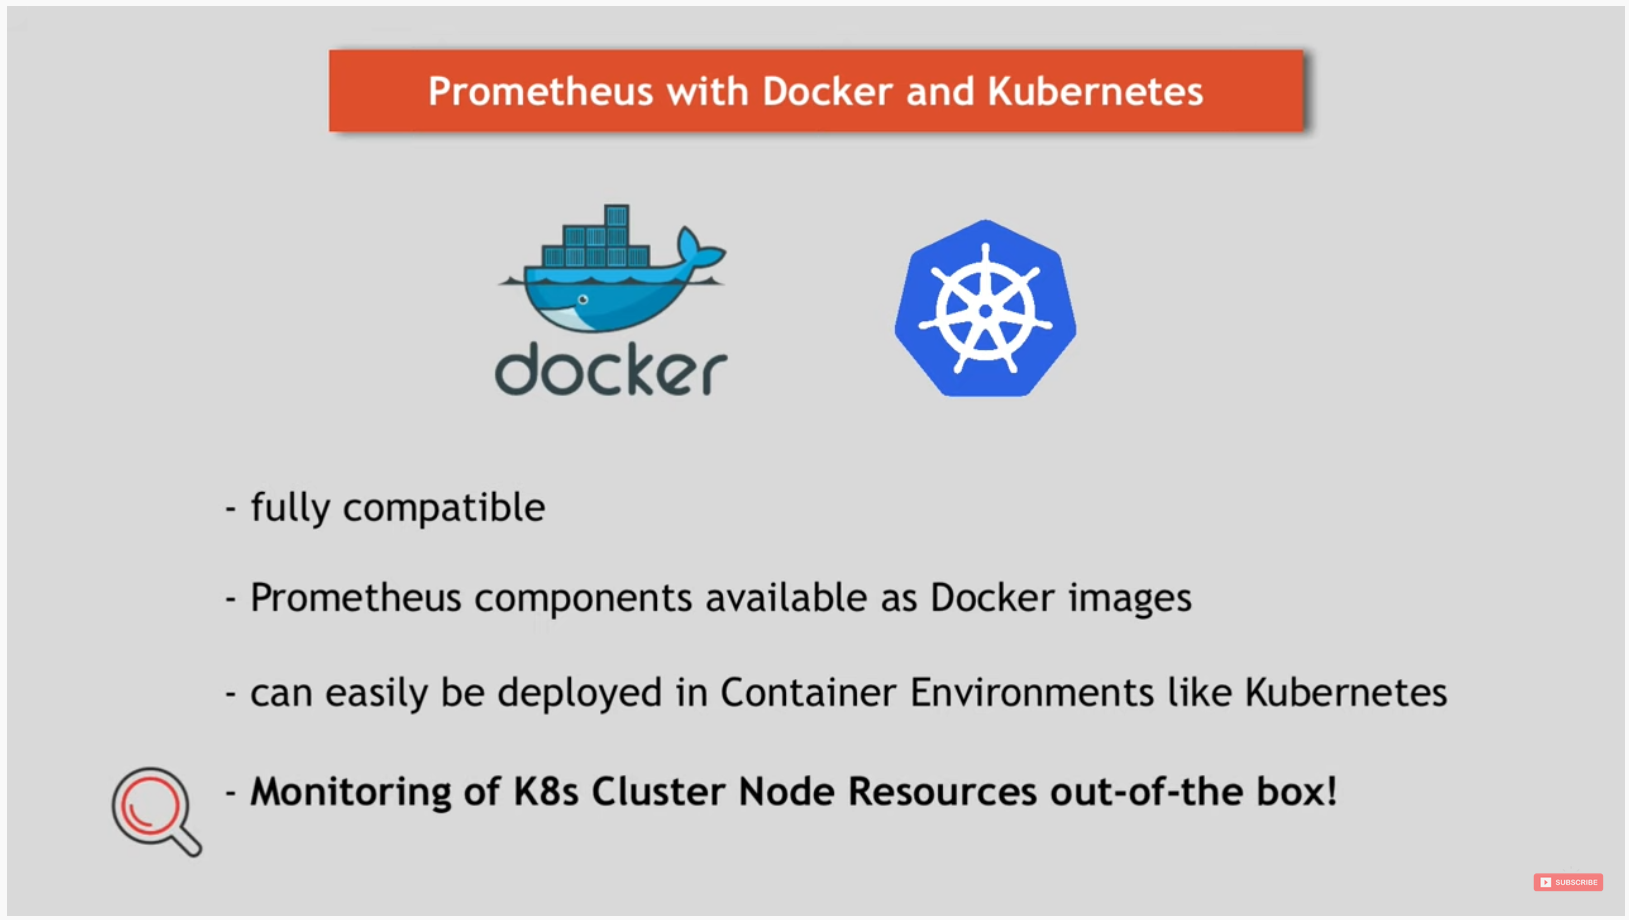 Prometheus with Docker and Kubernetes
docker
- fully compatible
- Prometheus components available as Docker images
- can easily be deployed in Container Environments like Kubernetes
- Monitoring of K8s Cluster Node Resources out-of-the box!
SUBSCRIBE